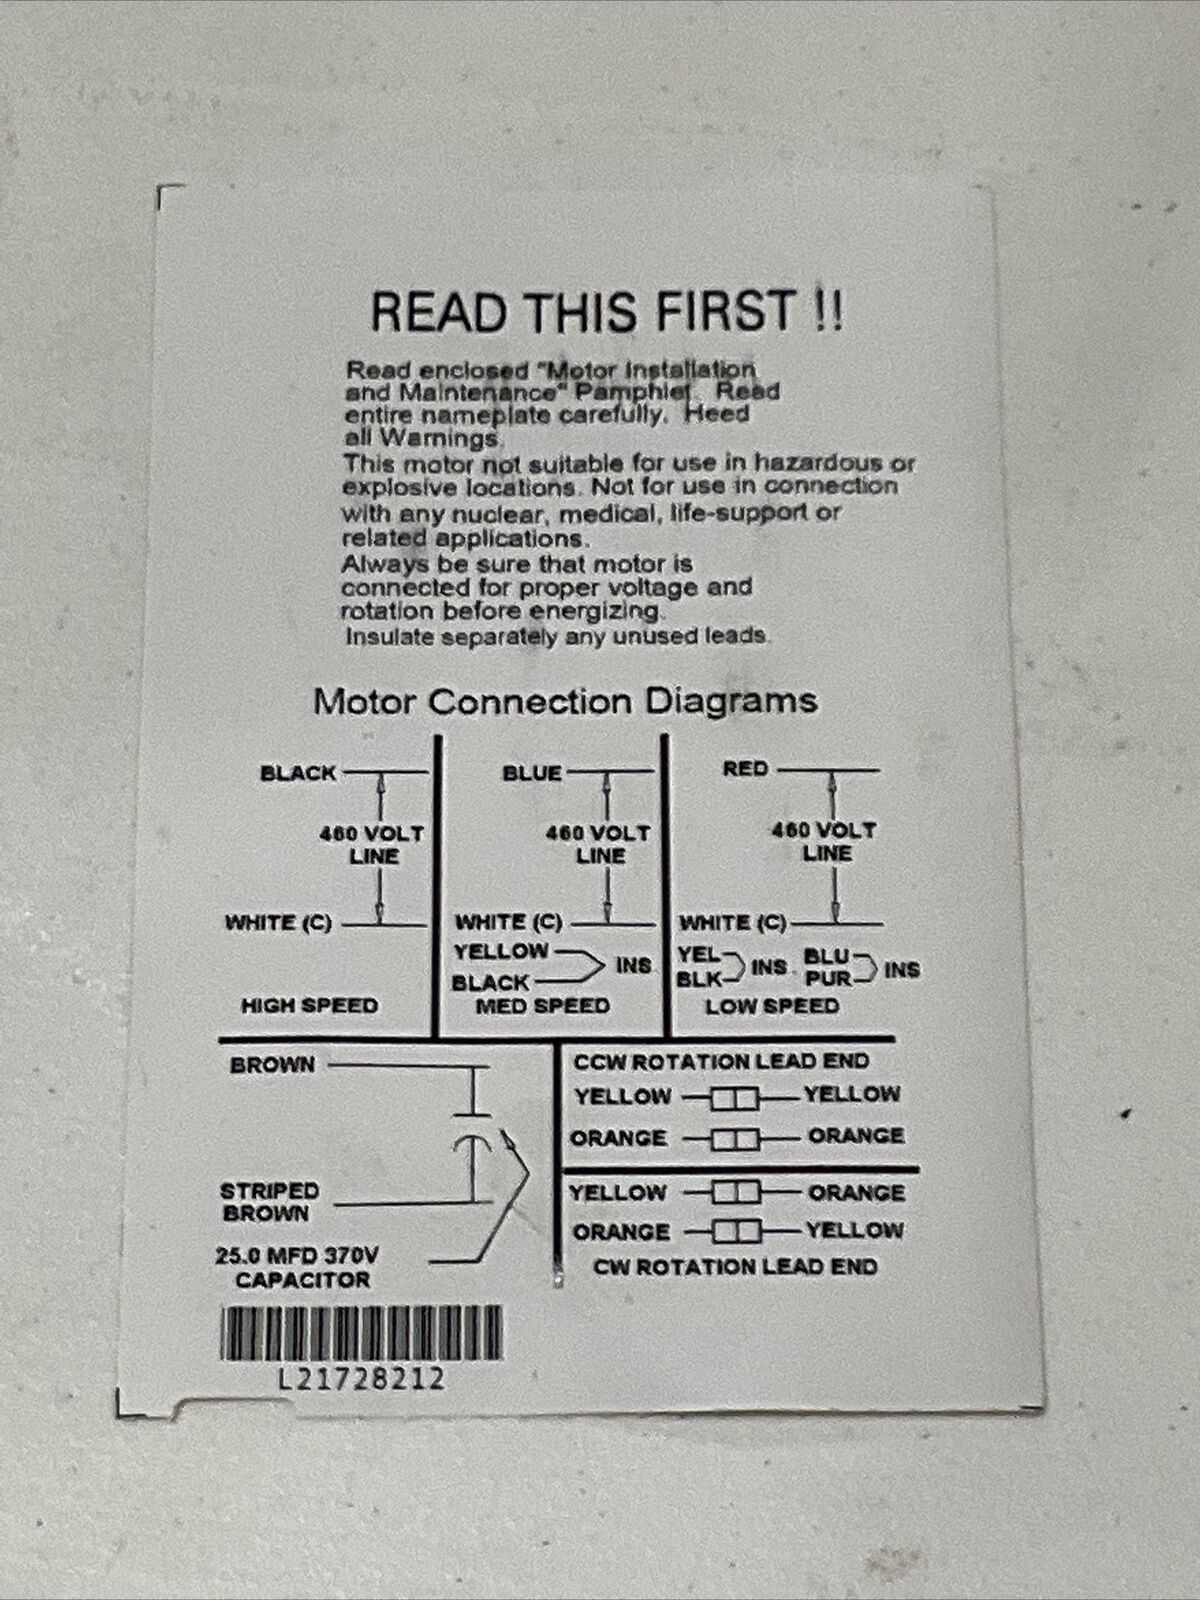 READ THIS FIRST !!
Read enclosed "Motor Installation
and Maintenance" Pamphlet. Read
entire nameplate carefully. Heed
all Warnings.
This motor not suitable for use in hazardous or
explosive locations. Not for use in connection
with any nuclear, medical, life-support or
related applications.
Always be sure that motor is
connected for proper voltage and
rotation before energizing.
Insulate separately any unused leads.
Motor Connection Diagrams
BLACK
460 VOLT
LINE
WHITE (C)
HIGH SPEED
BLUE
460 VOLT
LINE
WHITE (C)
YELLOW
BLACK
INS
MED SPEED
RED
460 VOLT
LINE
WHITE (C)
YEL
BLK
INS.
BLU
PUR
INS
LOW SPEED
BROWN
STRIPED
BROWN
25.0 MFD 370V
CAPACITOR
CCW ROTATION LEAD END
YELLOW YELLOW
ORANGE ORANGE
YELLOW ORANGE
ORANGE YELLOW
CW ROTATION LEAD END
L21728212